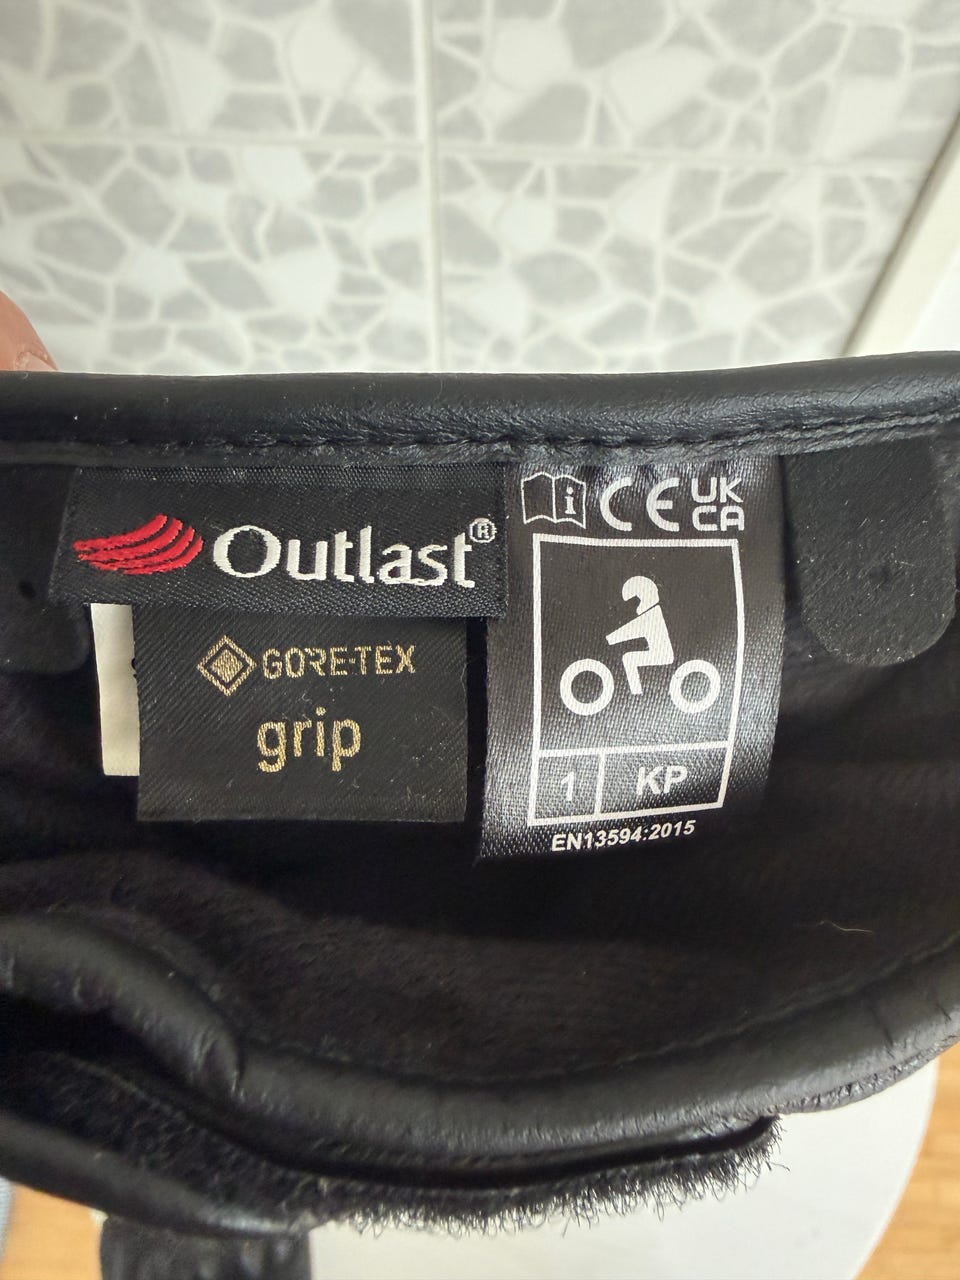 Outlast®
GORE-TEX
grip
i CE UK
CA
1 KP
EN13594:2015